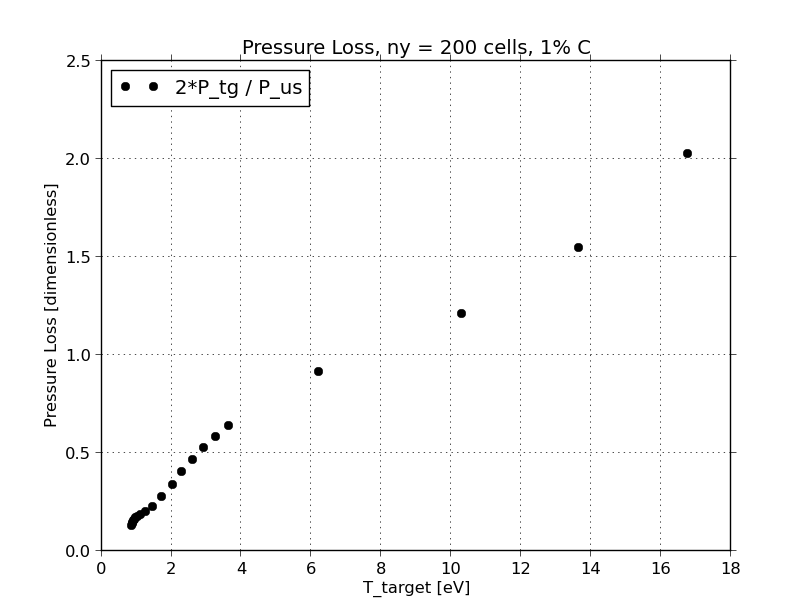 Pressure Loss, ny = 200 cells, 1% C
2.5
2*P_tg / P_us
2.0
1.5
1.0
0.5
0.0
Pressure Loss [dimensionless]
0 2 4 6 8 10 12 14 16 18
T_target [eV]